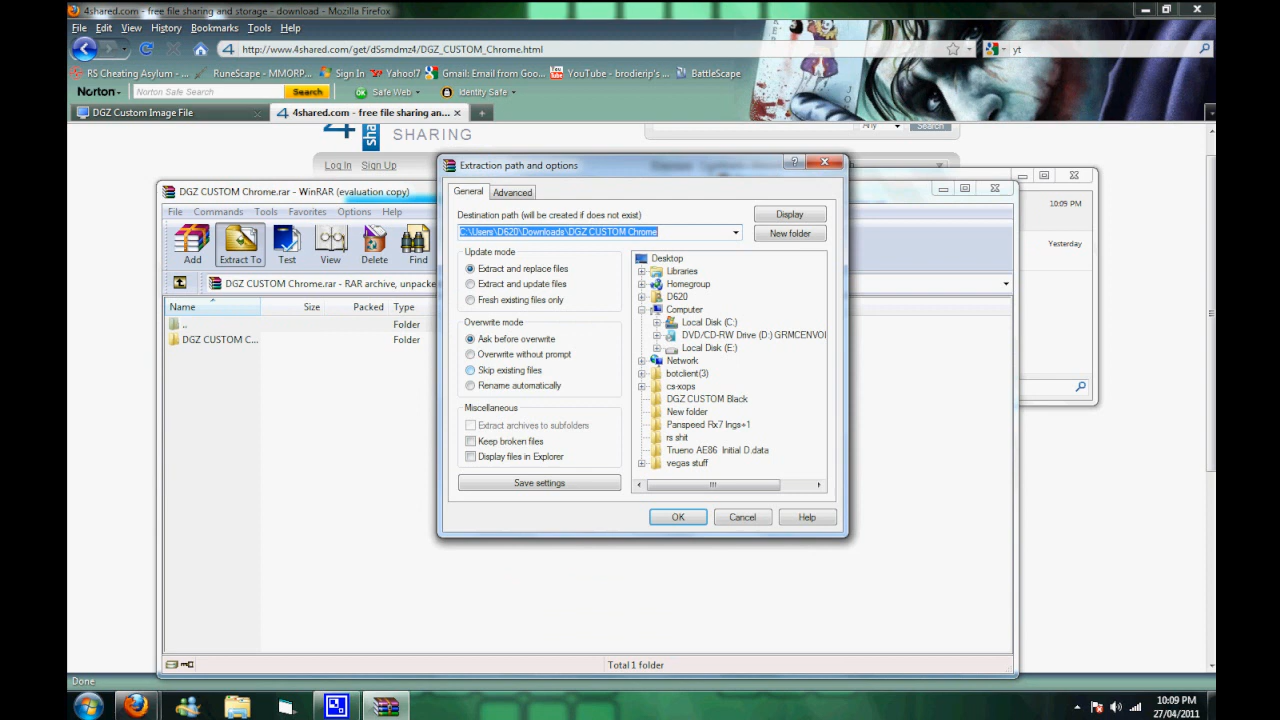 4shared.com - free file sharing and storage - download - Mozilla Firefox
File Edit View History Bookmarks Tools Help
http://www.4shared.com/get/dSsmdmz4/DGZ_CUSTOM_Chrome.html
yt
RS Cheating Asylum - ... RuneScape - MMORP... Sign In Yahoo!7 Gmail: Email from Goo... YouTube - brodierip's ... BattleScape
Norton Norton Safe Search Search Safe Web Identity Safe
DGZ Custom Image File
4shared.com - free file sharing an...
SHARING
Any
Search
Log In Sign Up
DGZ CUSTOM Chrome.rar - WinRAR (evaluation copy)
File Commands Tools Favorites Options Help
Add Extract To Test View Delete Find
DGZ CUSTOM Chrome.rar - RAR archive, unpacke
Name Size Packed Type
.. Folder
DGZ CUSTOM C... Folder
Total 1 folder
10:09 PM
Yesterday
Extraction path and options
General Advanced
Destination path (will be created if does not exist)
C:\Users\D620\Downloads\DGZ CUSTOM Chrome
Display
New folder
Update mode
Extract and replace files
Extract and update files
Fresh existing files only
Overwrite mode
Ask before overwrite
Overwrite without prompt
Skip existing files
Rename automatically
Miscellaneous
Extract archives to subfolders
Keep broken files
Display files in Explorer
Save settings
Desktop
Libraries
Homegroup
D620
Computer
Local Disk (C:)
DVD/CD-RW Drive (D:) GRMCENVOL
Local Disk (E:)
Network
botclient(3)
cs-xops
DGZ CUSTOM Black
New folder
Panspeed Rx7 Ings+1
rs shit
Trueno AE86 Initial D.data
vegas stuff
OK Cancel Help
Done
10:09 PM
27/04/2011